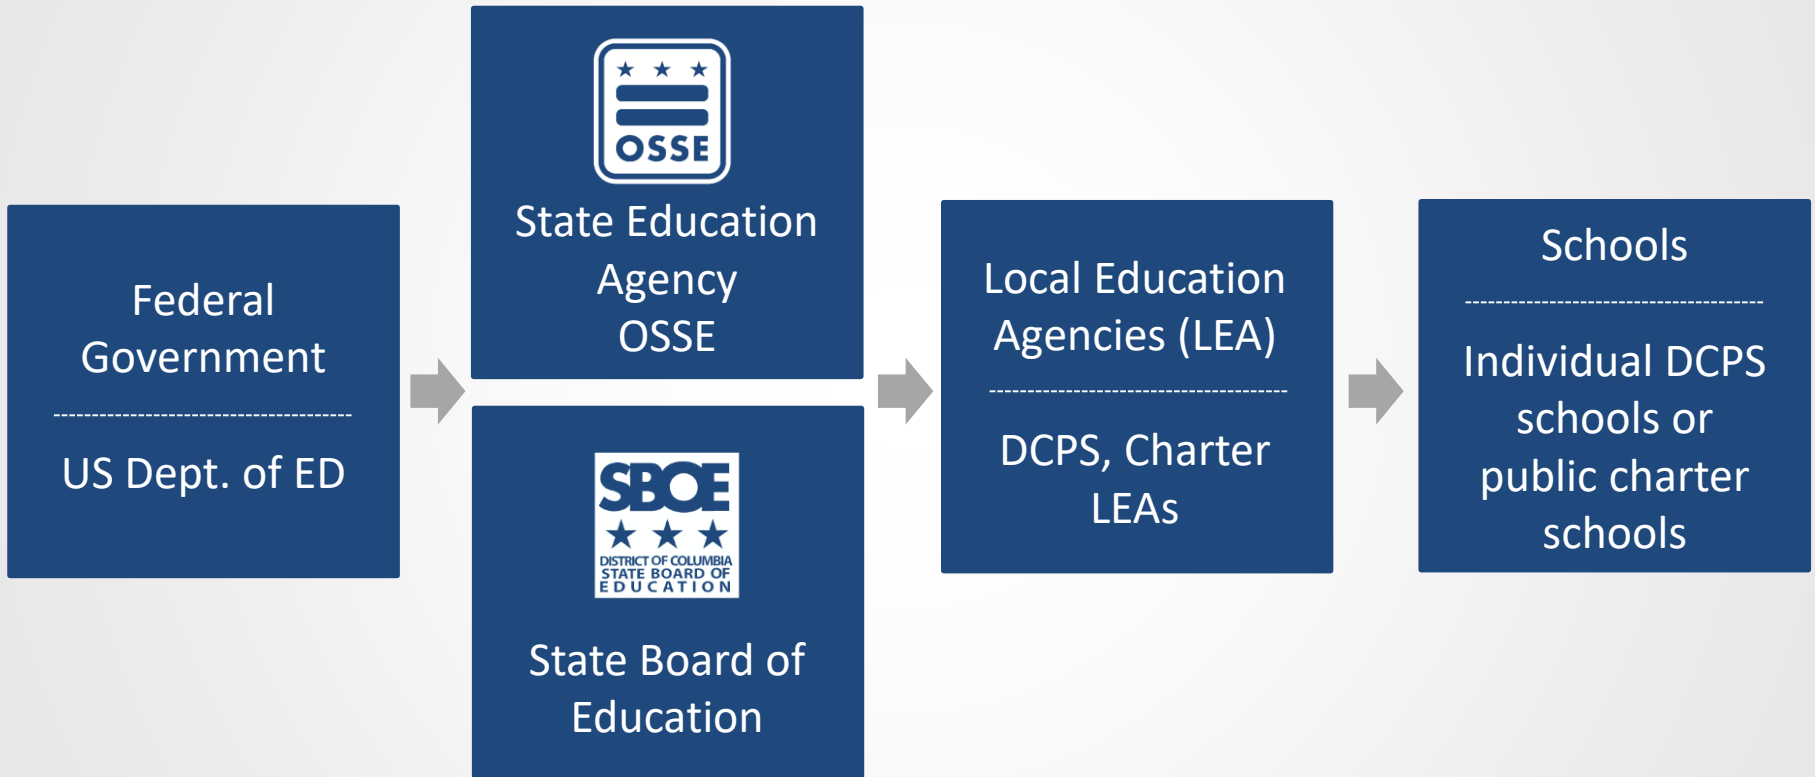 Federal
Government
US Dept. of ED
OSSE
State Education
Agency
OSSE
SBOE
DISTRICT OF COLUMBIA
STATE BOARD OF
EDUCATION
State Board of
Education
Local Education
Agencies (LEA)
DCPS, Charter
LEAs
Schools
Individual DCPS
schools or
public charter
schools